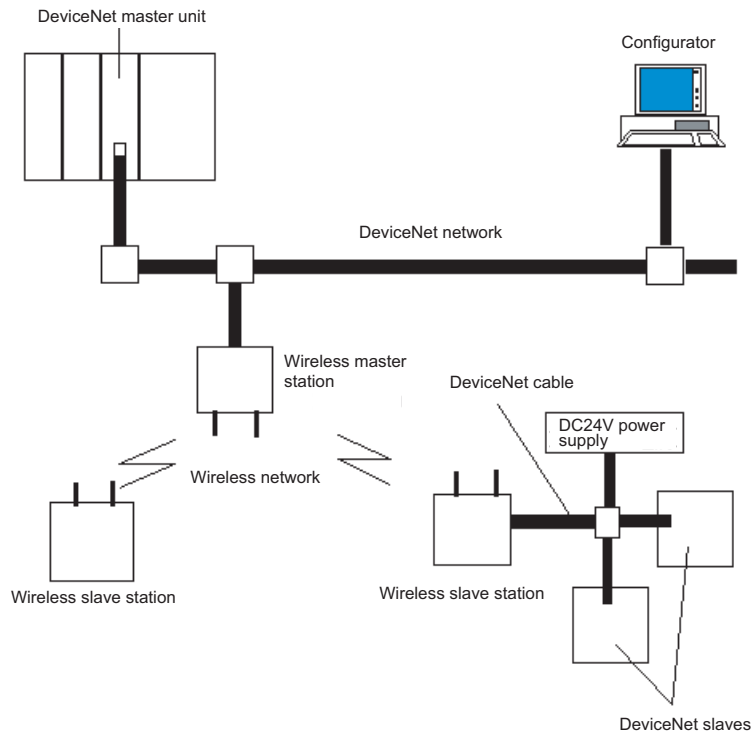 DeviceNet master unit
Configurator
DeviceNet network
Wireless master
station
DeviceNet cable
DC24V power
supply
Wireless network
Wireless slave station
Wireless slave station
DeviceNet slaves